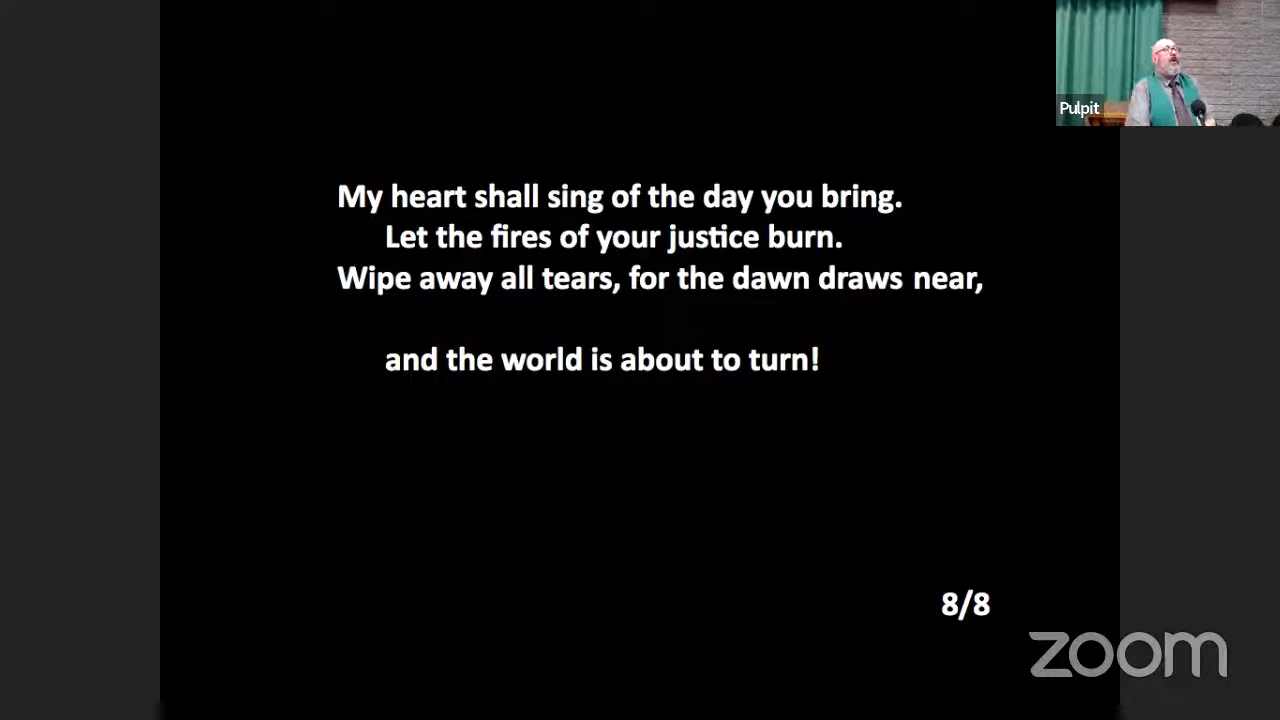 Pulpit
My heart shall sing of the day you bring.
Let the fires of your justice burn.
Wipe away all tears, for the dawn draws near,
and the world is about to turn!
8/8
zoom